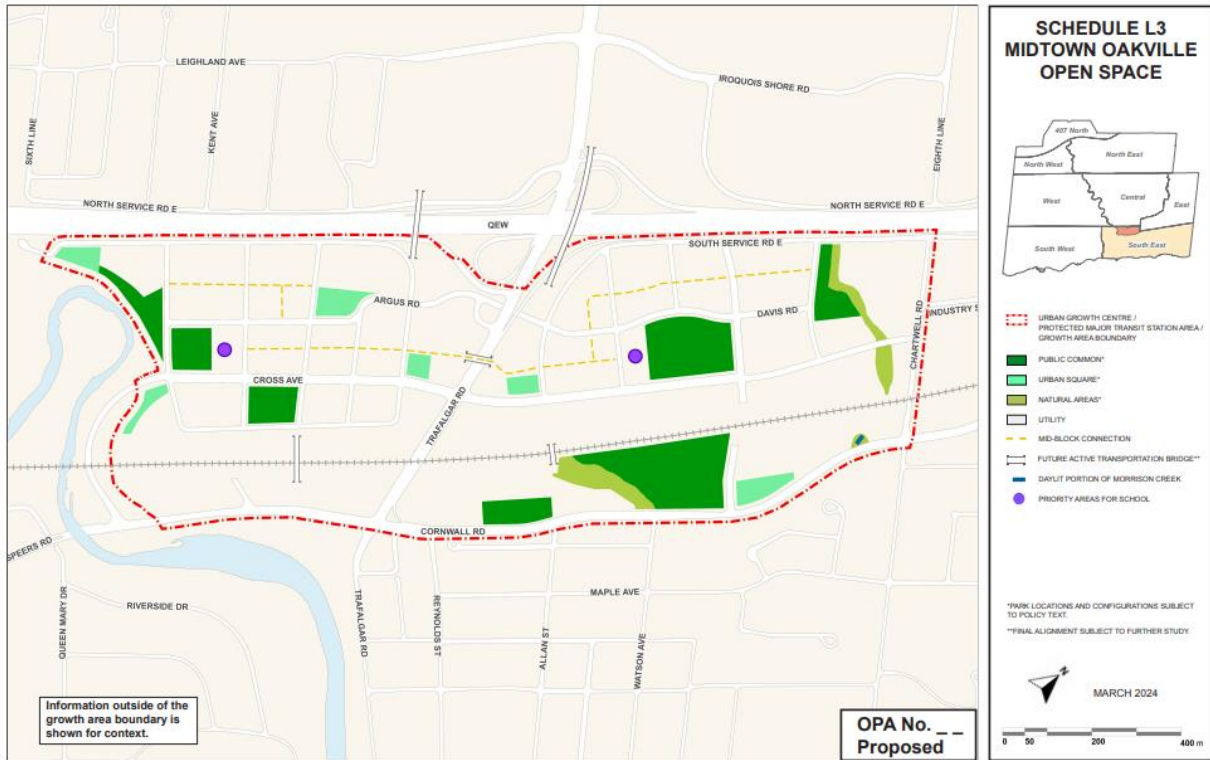 LEIGHLAND AVE
IROQUOIS SHORE RD
SIXTH LINE
KENT AVE
EIGHTH LINE
NORTH SERVICE RD E
NORTH SERVICE RD E
QEW
SOUTH SERVICE RD E
ARGUS RD
DAVIS RD
INDUSTRY S
CHARTWELL RD
CROSS AVE
TRAFALGAR RD
CORNWALL RD
SPEERS RD
QUEEN MARY DR
RIVERSIDE DR
MAPLE AVE
TRAFALGAR RD
REYNOLDS ST
ALLAN ST
WATSON AVE
Information outside of the
growth area boundary is
shown for context.
OPA No. _ _
Proposed
SCHEDULE L3
MIDTOWN OAKVILLE
OPEN SPACE
407 North
North West
North East
West
Central
East
South West
South East
URBAN GROWTH CENTRE /
PROTECTED MAJOR TRANSIT STATION AREA /
GROWTH AREA BOUNDARY
PUBLIC COMMON*
URBAN SQUARE*
NATURAL AREAS*
UTILITY
MID-BLOCK CONNECTION
FUTURE ACTIVE TRANSPORTATION BRIDGE**
DAYLIT PORTION OF MORRISON CREEK
PRIORITY AREAS FOR SCHOOL
*PARK LOCATIONS AND CONFIGURATIONS SUBJECT
TO POLICY TEXT.
**FINAL ALIGNMENT SUBJECT TO FURTHER STUDY.
N
MARCH 2024
0 50 200 400 m